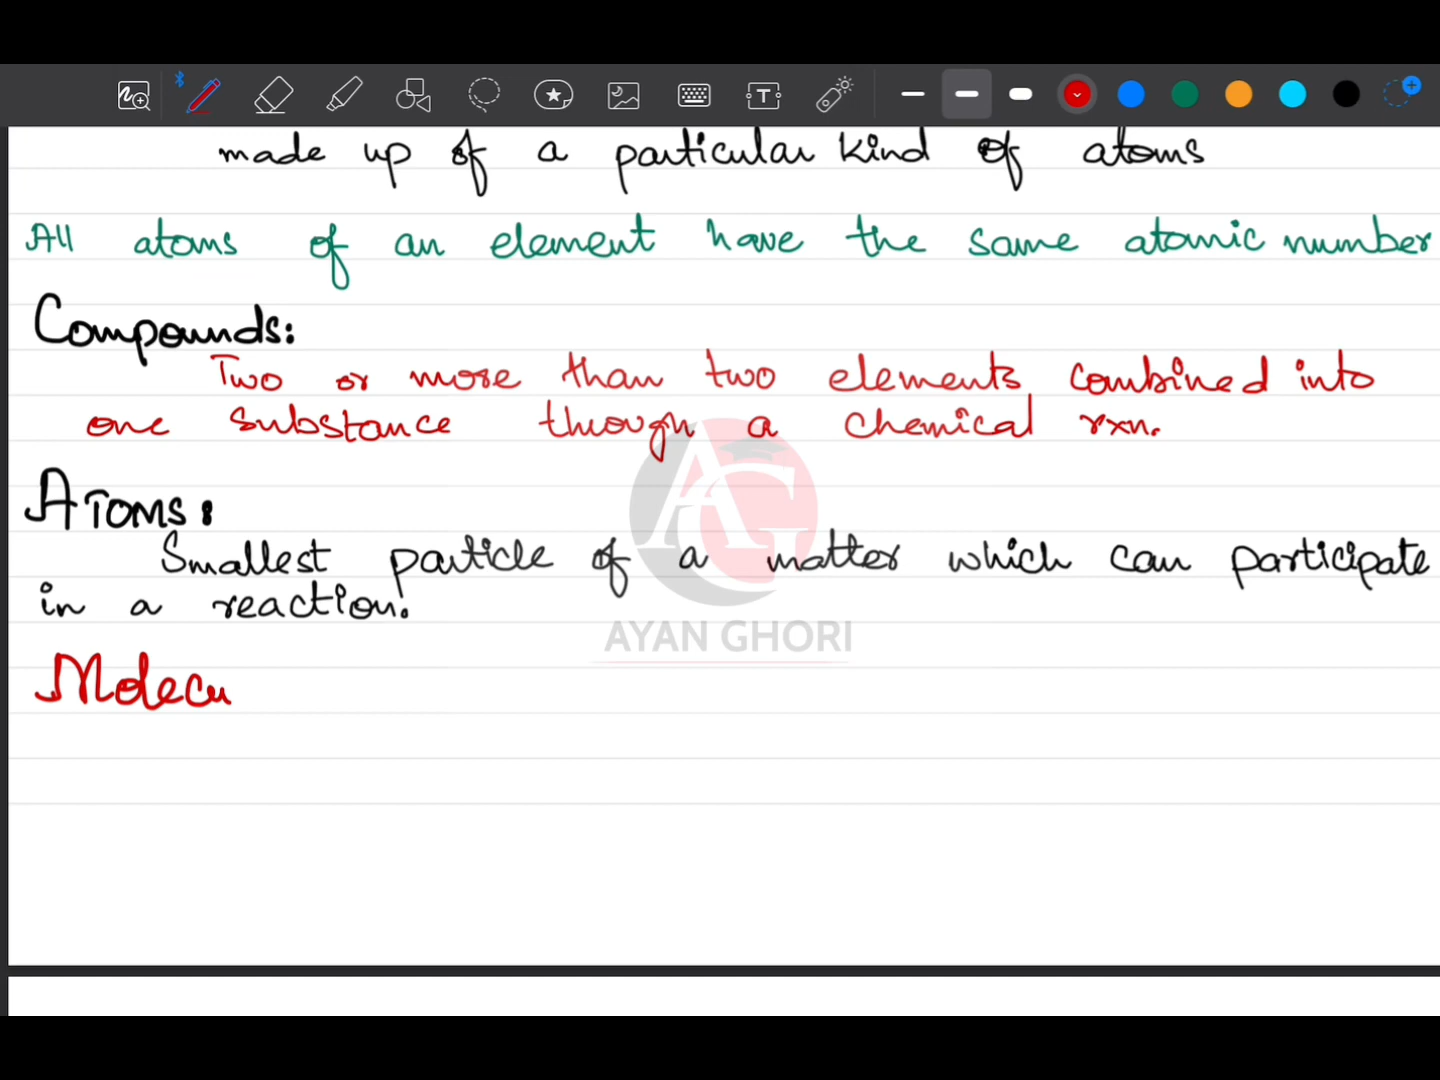 made up of a particular kind of atoms
All atoms of an element have the same atomic number
Compounds:
Two or more than two elements combined into
one substance through a chemical rxn.
Atoms:
Smallest particle of a matter which can participate
in a reaction.
AG
AYAN GHORI
Molecu